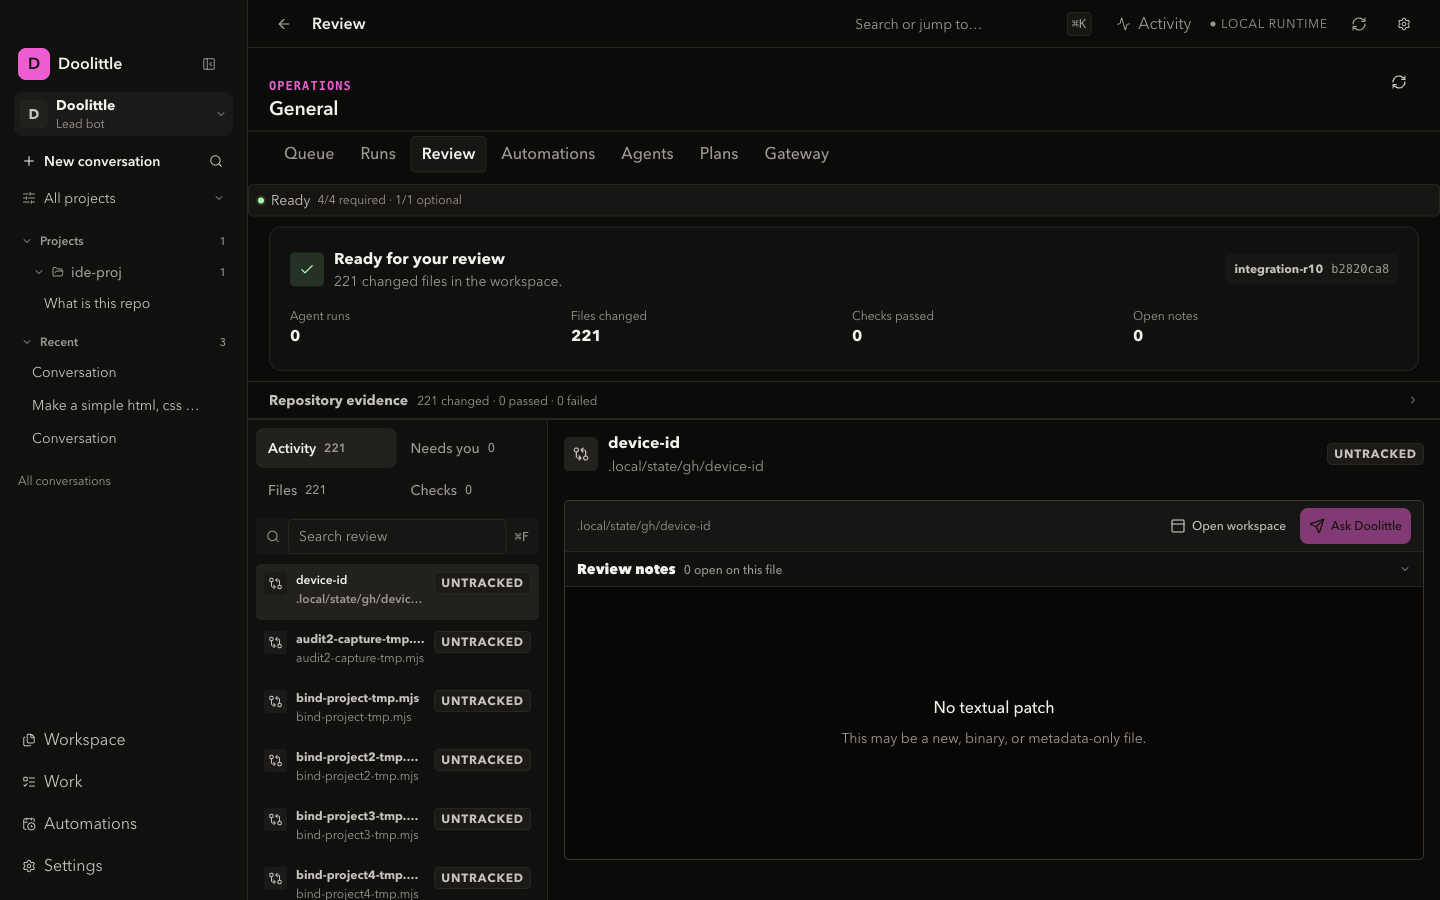 Review
Search or jump to…
⌘K
Activity
LOCAL RUNTIME
D
Doolittle
D
Doolittle
Lead bot
New conversation
All projects
Projects 1
ide-proj 1
What is this repo
Recent 3
Conversation
Make a simple html, css …
Conversation
All conversations
Workspace
Work
Automations
Settings
OPERATIONS
General
Queue Runs Review Automations Agents Plans Gateway
Ready 4/4 required · 1/1 optional
Ready for your review
221 changed files in the workspace.
integration-r10 b2820ca8
Agent runs
0
Files changed
221
Checks passed
0
Open notes
0
Repository evidence 221 changed · 0 passed · 0 failed
Activity 221
Needs you 0
Files 221
Checks 0
Search review
⌘F
device-id
.local/state/gh/devic…
UNTRACKED
audit2-capture-tmp.…
audit2-capture-tmp.mjs
UNTRACKED
bind-project-tmp.mjs
bind-project-tmp.mjs
UNTRACKED
bind-project2-tmp.…
bind-project2-tmp.mjs
UNTRACKED
bind-project3-tmp.…
bind-project3-tmp.mjs
UNTRACKED
bind-project4-tmp.…
bind-project4-tmp.mjs
UNTRACKED
device-id
.local/state/gh/device-id
UNTRACKED
.local/state/gh/device-id
Open workspace
Ask Doolittle
Review notes 0 open on this file
No textual patch
This may be a new, binary, or metadata-only file.